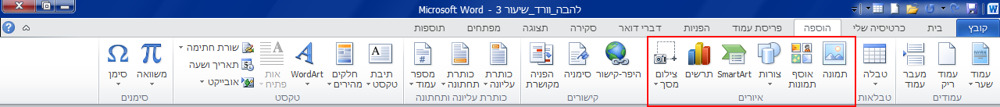 להבה_וורד_שיעור 3 - Microsoft Word
קובץ בית כרטיסיה שלי הוספה פריסת עמוד הפניות דברי דואר סקירה תצוגה מפתחים תוספות
עמוד שער
עמוד ריק
מעבר עמוד
עמודים
טבלה
טבלאות
תמונה
אוסף תמונות
צורות
SmartArt
תרשים
צילום מסך
איורים
היפר-קישור
סימניה
הפניה מקושרת
קישורים
כותרת עליונה
כותרת תחתונה
מספר עמוד
כותרת עליונה ותחתונה
תיבת טקסט
חלקים מהירים
WordArt
אות פתיח
שורת חתימה
תאריך ושעה
אובייקט
טקסט
משוואה
סימן
סימנים